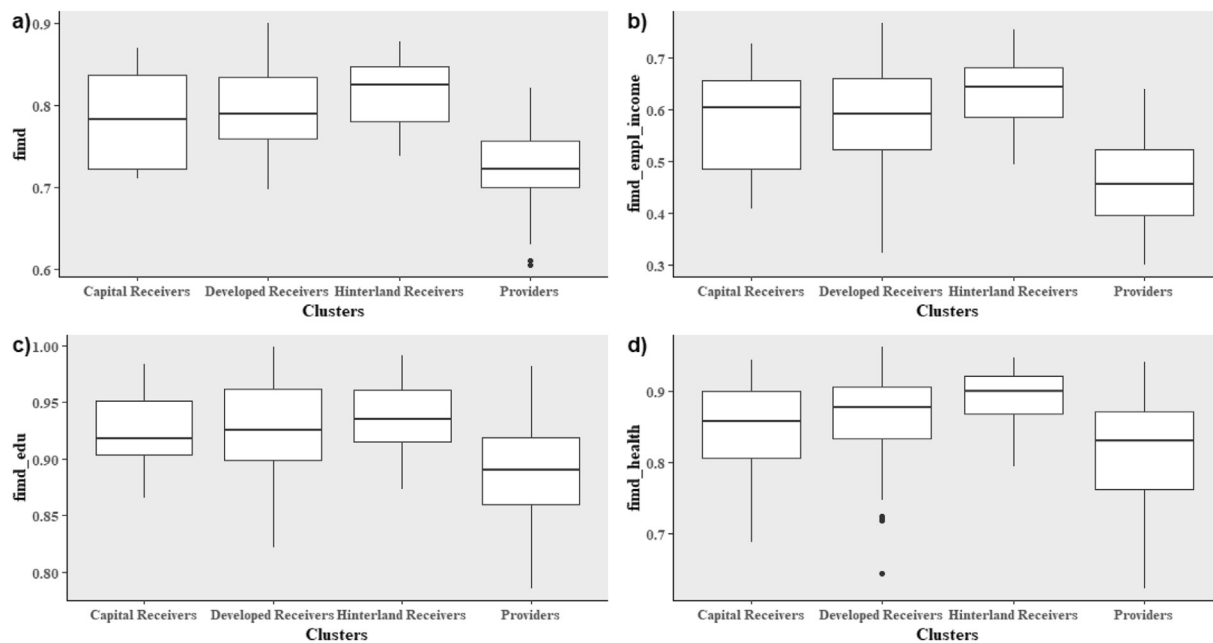 a)
fimd
0.9
0.8
0.7
0.6
Capital Receivers Developed Receivers Hinterland Receivers Providers
Clusters
b)
fimd_empl_income
0.7
0.6
0.5
0.4
0.3
Capital Receivers Developed Receivers Hinterland Receivers Providers
Clusters
c)
fimd_edu
1.00
0.95
0.90
0.85
0.80
Capital Receivers Developed Receivers Hinterland Receivers Providers
Clusters
d)
fimd_health
0.9
0.8
0.7
Capital Receivers Developed Receivers Hinterland Receivers Providers
Clusters